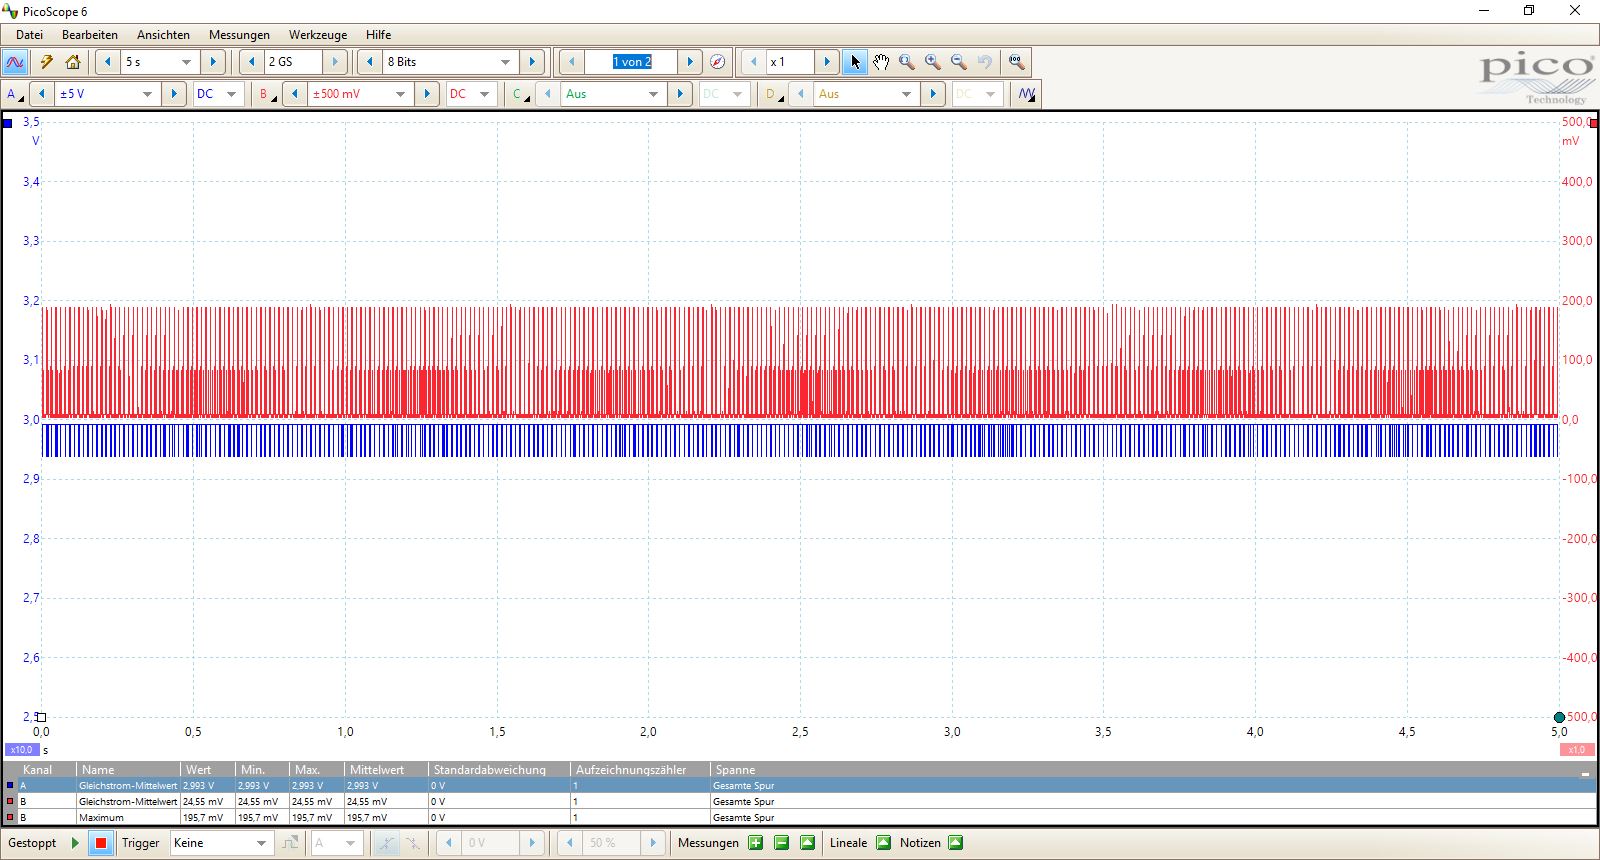 PicoScope 6
Datei Bearbeiten Ansichten Messungen Werkzeuge Hilfe
5 s 2 GS 8 Bits 1 von 2 x 1
A ±5 V DC B ±500 mV DC C Aus DC D Aus DC
pico
Technology
3,5 500,0
V mV
3,4 400,0
3,3 300,0
3,2 200,0
3,1 100,0
3,0 0,0
2,9 -100,0
2,8 -200,0
2,7 -300,0
2,6 -400,0
2,5 -500,0
0,0 0,5 1,0 1,5 2,0 2,5 3,0 3,5 4,0 4,5 5,0
x10,0 s x1,0
Kanal Name Wert Min. Max. Mittelwert Standardabweichung Aufzeichnungszähler Spanne
A Gleichstrom-Mittelwert 2,993 V 2,993 V 2,993 V 2,993 V 0 V 1 Gesamte Spur
B Gleichstrom-Mittelwert 24,55 mV 24,55 mV 24,55 mV 24,55 mV 0 V 1 Gesamte Spur
B Maximum 195,7 mV 195,7 mV 195,7 mV 195,7 mV 0 V 1 Gesamte Spur
Gestoppt Trigger Keine A 0 V 50 % Messungen Lineale Notizen